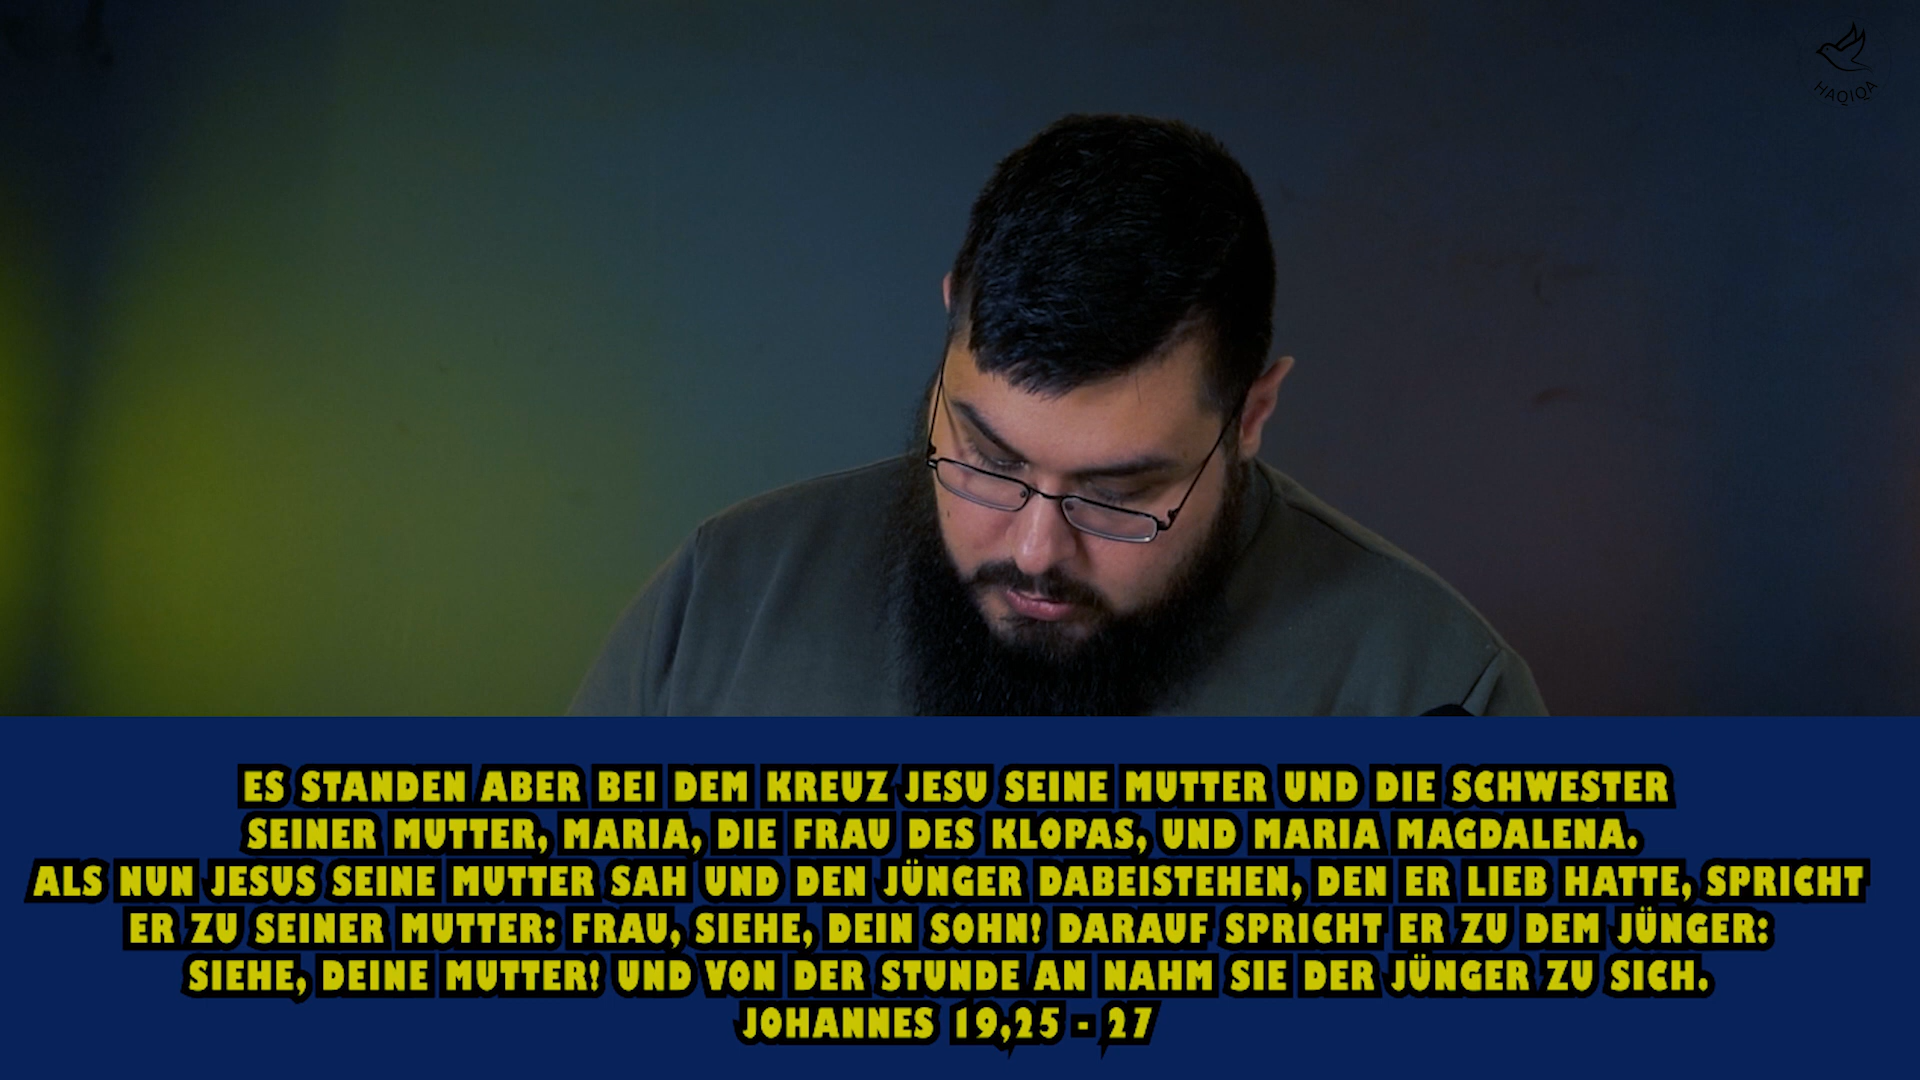 HAQIQA
ES STANDEN ABER BEI DEM KREUZ JESU SEINE MUTTER UND DIE SCHWESTER
SEINER MUTTER, MARIA, DIE FRAU DES KLOPAS, UND MARIA MAGDALENA.
ALS NUN JESUS SEINE MUTTER SAH UND DEN JÜNGER DABEISTEHEN, DEN ER LIEB HATTE, SPRICHT
ER ZU SEINER MUTTER: FRAU, SIEHE, DEIN SOHN! DARAUF SPRICHT ER ZU DEM JÜNGER:
SIEHE, DEINE MUTTER! UND VON DER STUNDE AN NAHM SIE DER JÜNGER ZU SICH.
JOHANNES 19,25 - 27